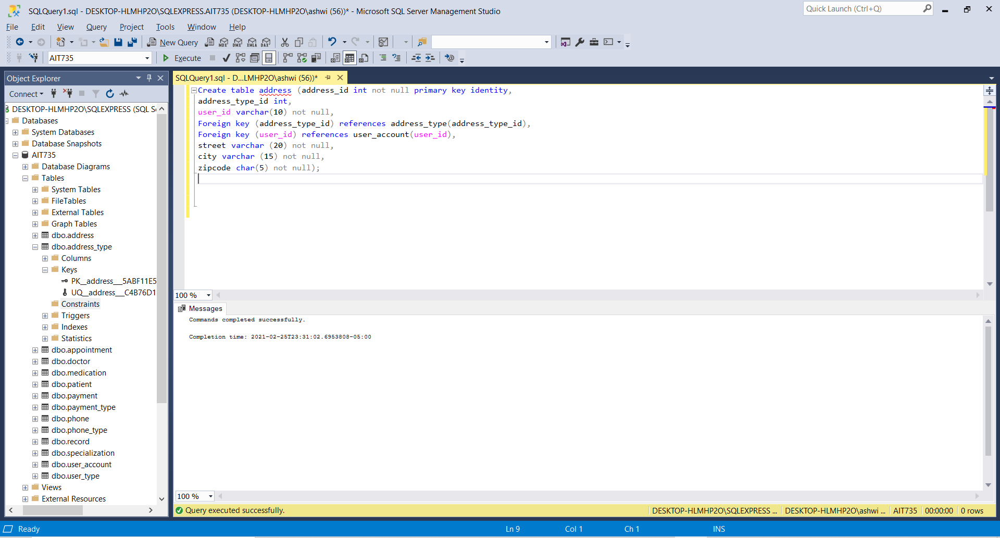 SQLQuery1.sql - DESKTOP-HLMHP2O\SQLEXPRESS.AIT735 (DESKTOP-HLMHP2O\ashwi (56))* - Microsoft SQL Server Management Studio
Quick Launch (Ctrl+Q)
File Edit View Query Project Tools Window Help
New Query MDX DMX XMLA DAX
AIT735 Execute
Object Explorer
SQLQuery1.sql - D...LMHP2O\ashwi (56))*
Connect
DESKTOP-HLMHP2O\SQLEXPRESS (SQL S
Databases
System Databases
Database Snapshots
AIT735
Database Diagrams
Tables
System Tables
FileTables
External Tables
Graph Tables
dbo.address
dbo.address_type
Columns
Keys
PK__address___5ABF11E5
UQ__address___C4B76D1
Constraints
Triggers
Indexes
Statistics
dbo.appointment
dbo.doctor
dbo.medication
dbo.patient
dbo.payment
dbo.payment_type
dbo.phone
dbo.phone_type
dbo.record
dbo.specialization
dbo.user_account
dbo.user_type
Views
External Resources
Create table address (address_id int not null primary key identity,
address_type_id int,
user_id varchar(10) not null,
Foreign key (address_type_id) references address_type(address_type_id),
Foreign key (user_id) references user_account(user_id),
street varchar (20) not null,
city varchar (15) not null,
zipcode char(5) not null);
100 %
Messages
Commands completed successfully.
Completion time: 2021-02-25T23:31:02.6953808-05:00
100 %
Query executed successfully.
DESKTOP-HLMHP2O\SQLEXPRESS ... DESKTOP-HLMHP2O\ashwi ... AIT735 00:00:00 0 rows
Ready Ln 9 Col 1 Ch 1 INS